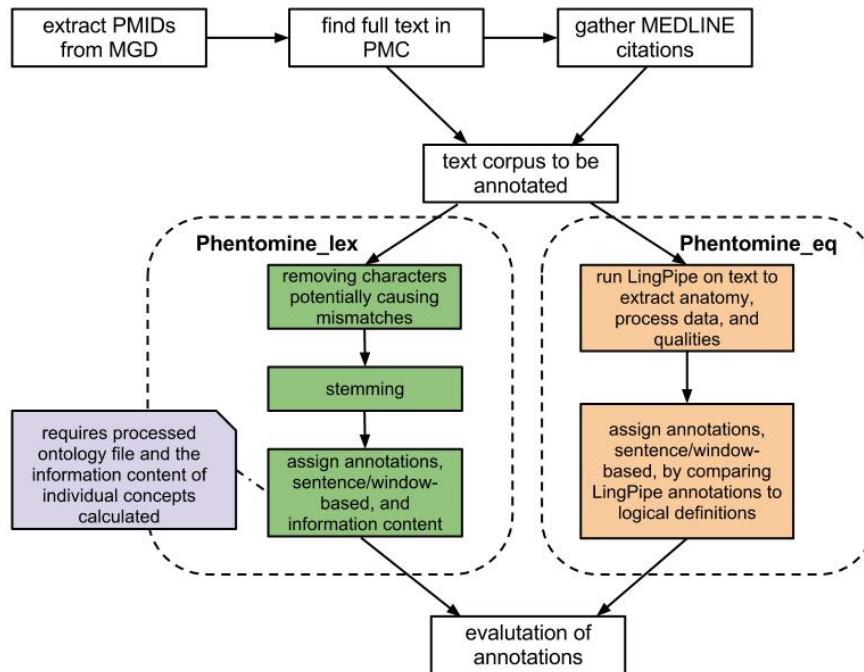 extract PMIDs
from MGD
find full text in
PMC
gather MEDLINE
citations
text corpus to be
annotated
Phentomine_lex
removing characters
potentially causing
mismatches
stemming
assign annotations,
sentence/window-
based, and
information content
requires processed
ontology file and the
information content of
individual concepts
calculated
Phentomine_eq
run LingPipe on text to
extract anatomy,
process data, and
qualities
assign annotations,
sentence/window-
based, by comparing
LingPipe annotations to
logical definitions
evalutation of
annotations